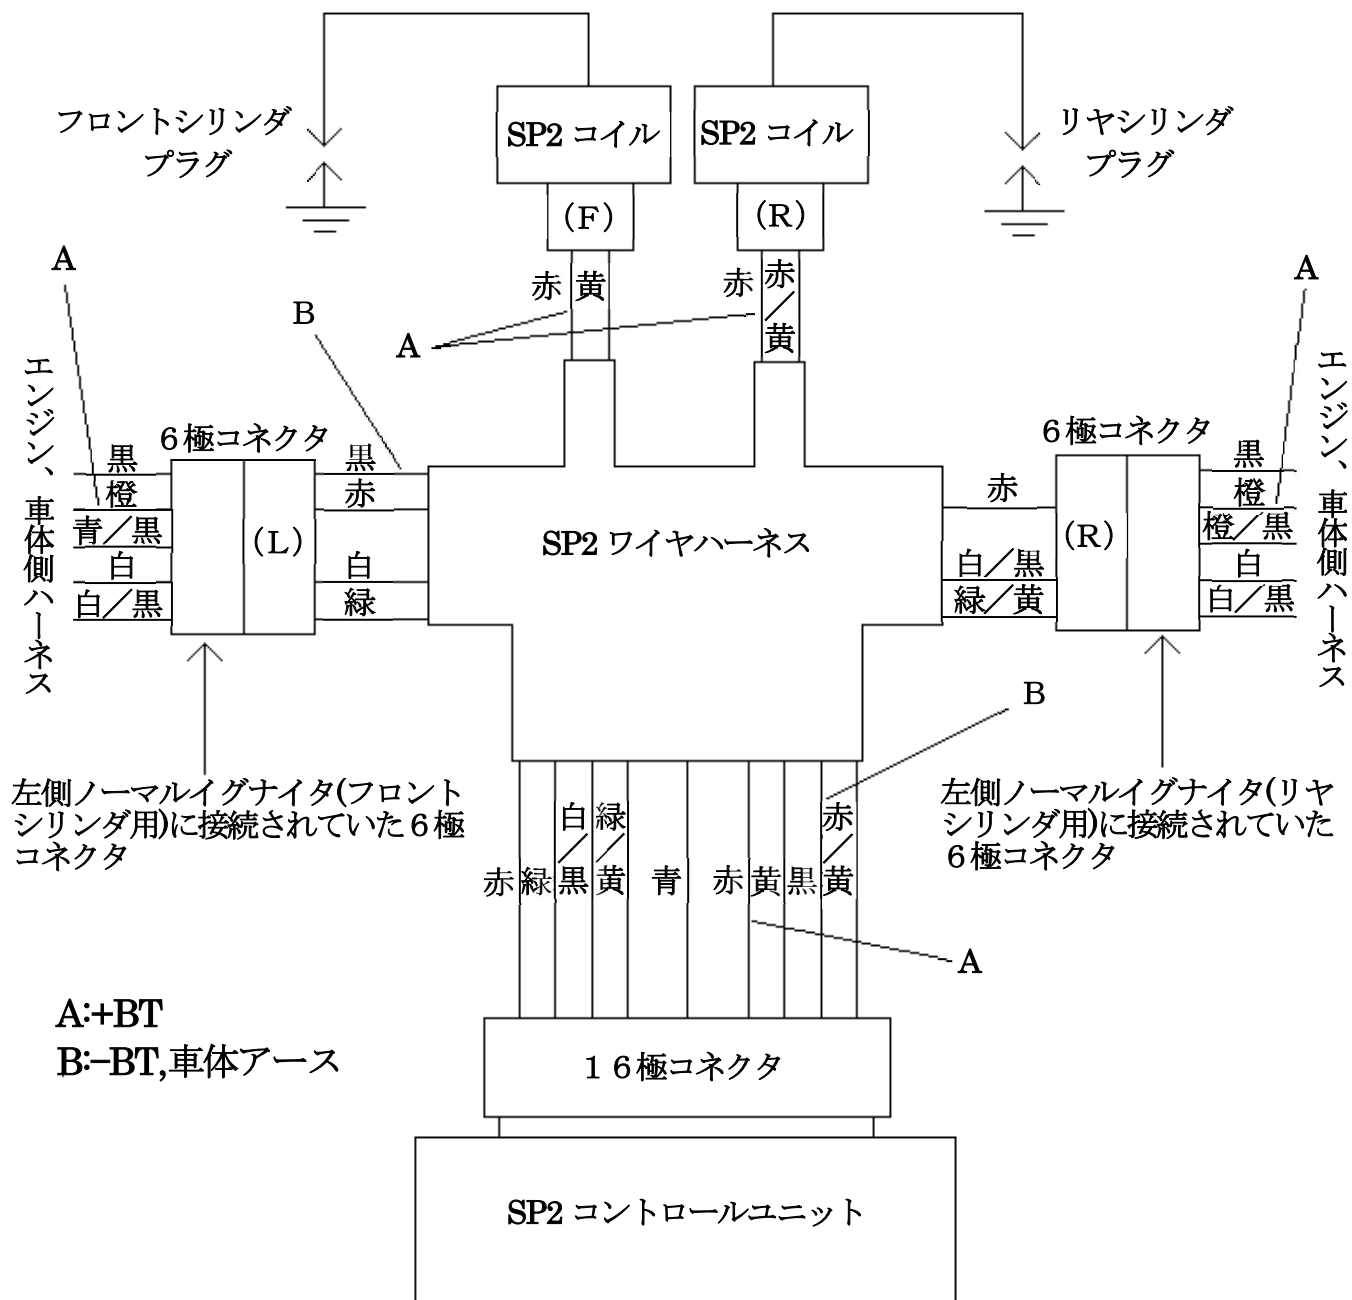 フロントシリンダ
プラグ
SP2 コイル
(F)
SP2 コイル
(R)
リヤシリンダ
プラグ
A
B
A
赤
黄
赤
赤／黄
A
エンジン、車体側ハーネス
６極コネクタ
黒
橙
青／黒
白
白／黒
(L)
黒
赤
白
緑
SP2 ワイヤハーネス
赤
白／黒
緑／黄
６極コネクタ
(R)
黒
橙
橙／黒
白
白／黒
エンジン、車体側ハーネス
B
左側ノーマルイグナイタ(フロント
シリンダ用)に接続されていた６極
コネクタ
左側ノーマルイグナイタ(リヤ
シリンダ用)に接続されていた
６極コネクタ
赤
緑
白／黒
緑／黄
青
赤
黄
黒
赤／黄
A
A:+BT
B:−BT,車体アース
１６極コネクタ
SP2 コントロールユニット